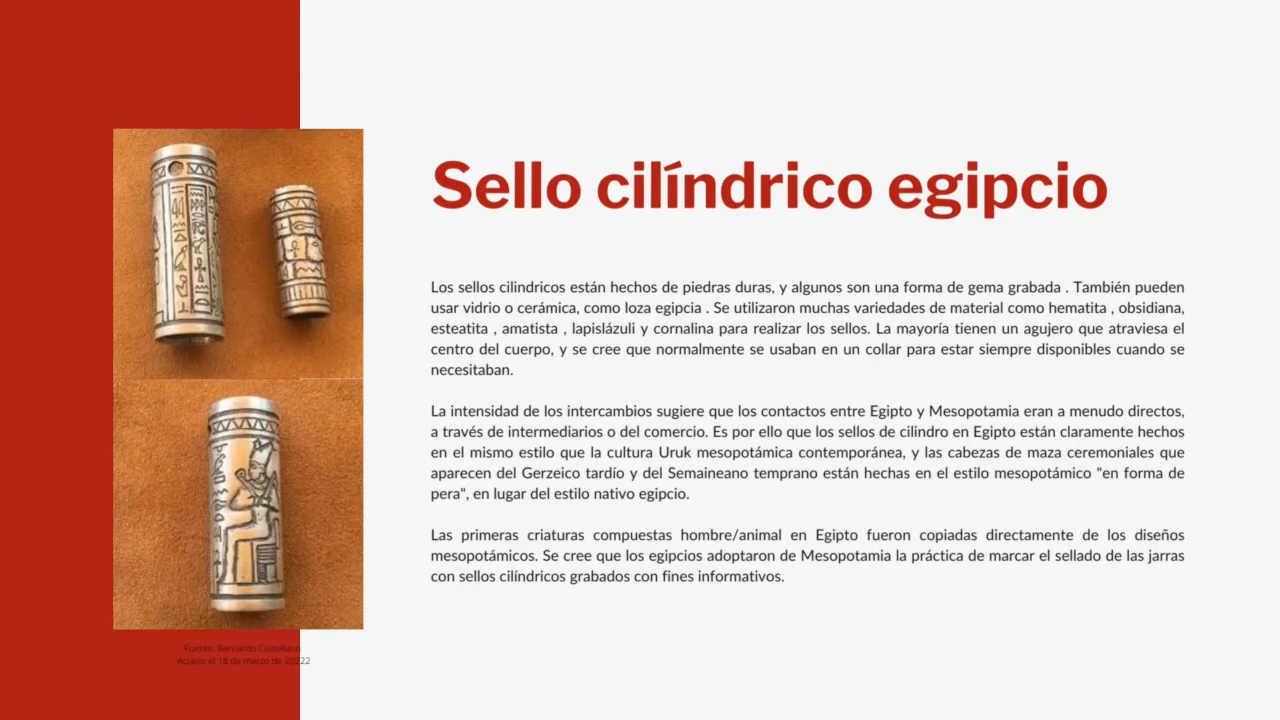 Sello cilíndrico egipcio
Los sellos cilindricos están hechos de piedras duras, y algunos son una forma de gema grabada . También pueden
usar vidrio o cerámica, como loza egipcia . Se utilizaron muchas variedades de material como hematita , obsidiana,
esteatita , amatista , lapislázuli y cornalina para realizar los sellos. La mayoría tienen un agujero que atraviesa el
centro del cuerpo, y se cree que normalmente se usaban en un collar para estar siempre disponibles cuando se
necesitaban.
La intensidad de los intercambios sugiere que los contactos entre Egipto y Mesopotamia eran a menudo directos,
a través de intermediarios o del comercio. Es por ello que los sellos de cilindro en Egipto están claramente hechos
en el mismo estilo que la cultura Uruk mesopotámica contemporánea, y las cabezas de maza ceremoniales que
aparecen del Gerzeico tardío y del Semaineano temprano están hechas en el estilo mesopotámico "en forma de
pera", en lugar del estilo nativo egipcio.
Las primeras criaturas compuestas hombre/animal en Egipto fueron copiadas directamente de los diseños
mesopotámicos. Se cree que los egipcios adoptaron de Mesopotamia la práctica de marcar el sellado de las jarras
con sellos cilíndricos grabados con fines informativos.
Fuente: Bernardo Castellano
Acceso el 18 de marzo de 20222